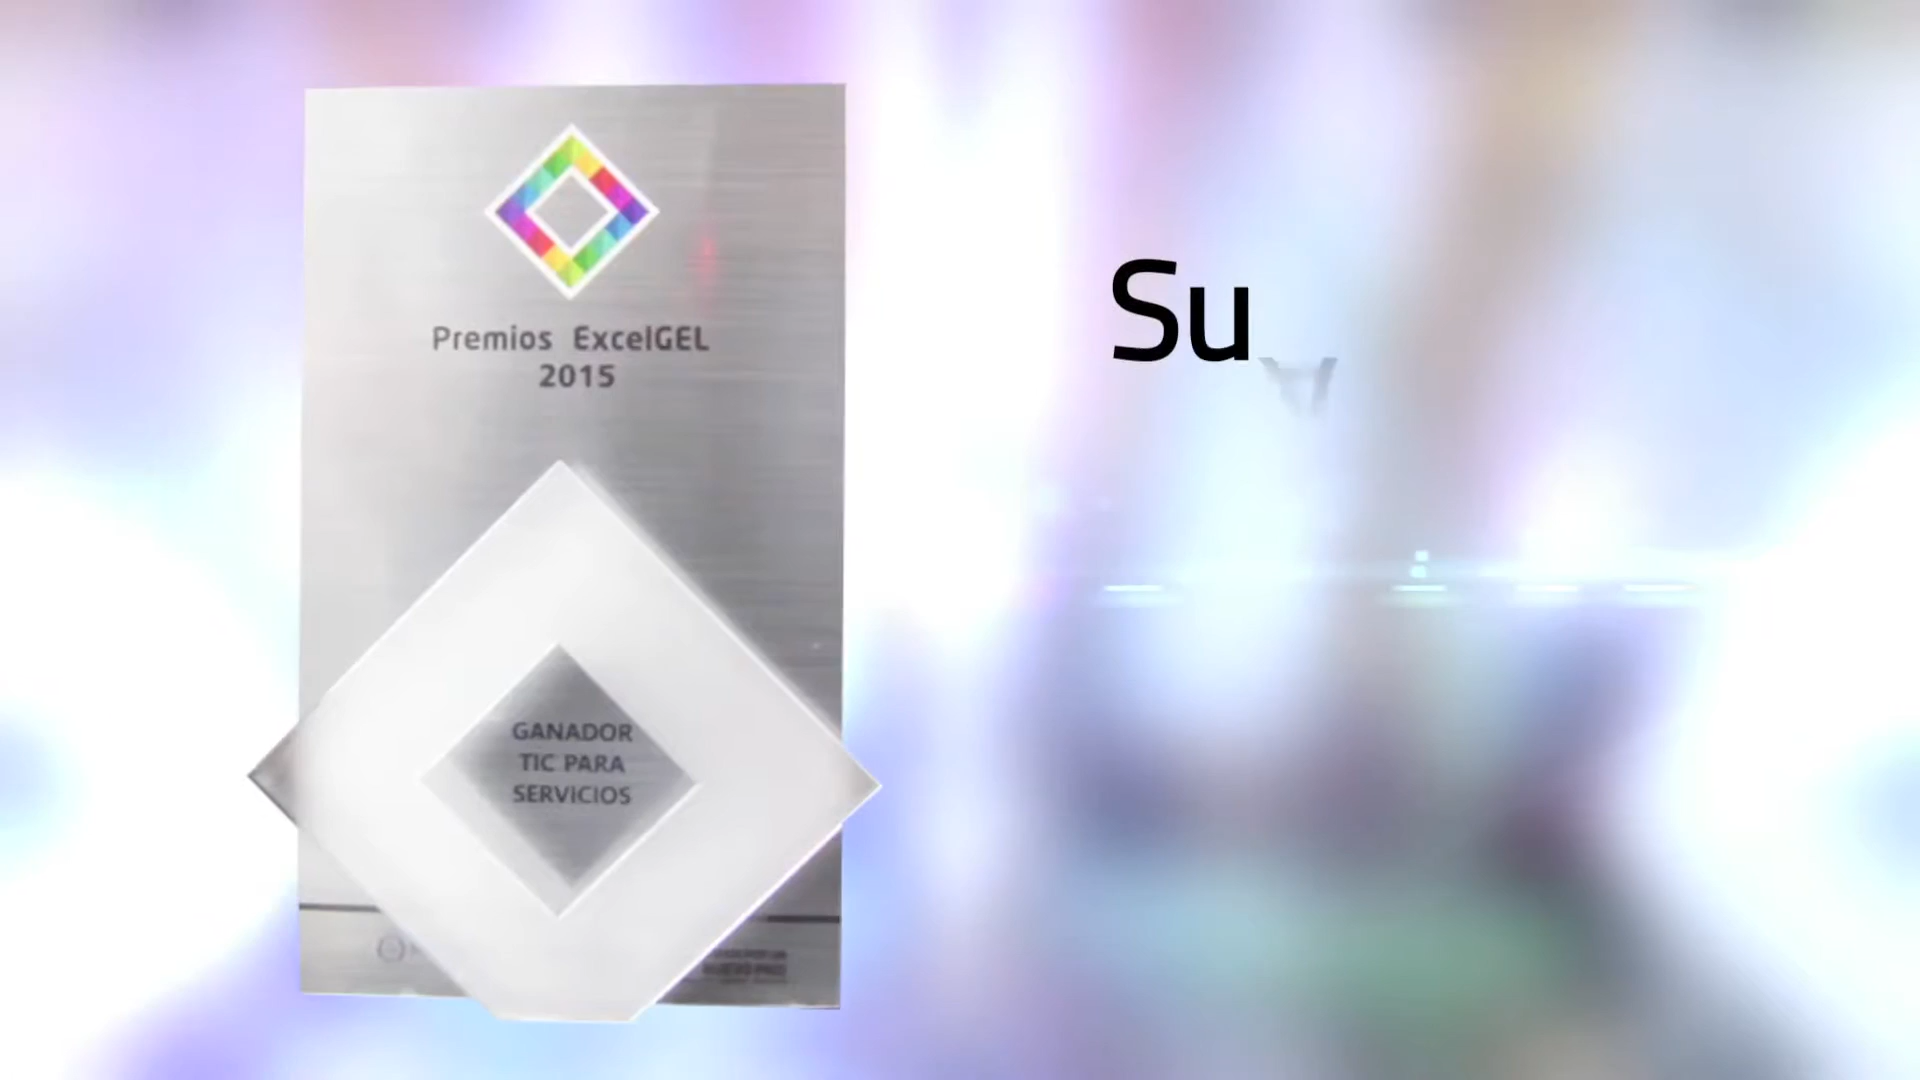 Premios ExcelGEL
2015
GANADOR
TIC PARA
SERVICIOS
Su